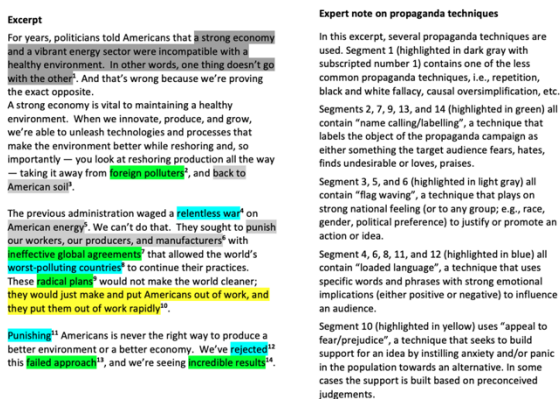 Excerpt
For years, politicians told Americans that a strong economy
and a vibrant energy sector were incompatible with a
healthy environment. In other words, one thing doesn't go
with the other¹. And that's wrong because we're proving
the exact opposite.
A strong economy is vital to maintaining a healthy
environment. When we innovate, produce, and grow,
we're able to unleash technologies and processes that
make the environment better while reshoring and, so
importantly — you look at reshoring production all the way
— taking it away from foreign polluters², and back to
American soil³.
The previous administration waged a relentless war⁴ on
American energy⁵. We can't do that. They sought to punish
our workers, our producers, and manufacturers⁶ with
ineffective global agreements⁷ that allowed the world's
worst-polluting countries⁸ to continue their practices.
These radical plans⁹ would not make the world cleaner;
they would just make and put Americans out of work, and
they put them out of work rapidly¹⁰.
Punishing¹¹ Americans is never the right way to produce a
better environment or a better economy. We've rejected¹²
this failed approach¹³, and we're seeing incredible results¹⁴.
Expert note on propaganda techniques
In this excerpt, several propaganda techniques are
used. Segment 1 (highlighted in dark gray with
subscripted number 1) contains one of the less
common propaganda techniques, i.e., repetition,
black and white fallacy, causal oversimplification, etc.
Segments 2, 7, 9, 13, and 14 (highlighted in green) all
contain "name calling/labelling", a technique that
labels the object of the propaganda campaign as
either something the target audience fears, hates,
finds undesirable or loves, praises.
Segment 3, 5, and 6 (highlighted in light gray) all
contain "flag waving", a technique that plays on
strong national feeling (or to any group; e.g., race,
gender, political preference) to justify or promote an
action or idea.
Segment 4, 6, 8, 11, and 12 (highlighted in blue) all
contain "loaded language", a technique that uses
specific words and phrases with strong emotional
implications (either positive or negative) to influence
an audience.
Segment 10 (highlighted in yellow) uses "appeal to
fear/prejudice", a technique that seeks to build
support for an idea by instilling anxiety and/or panic
in the population towards an alternative. In some
cases the support is built based on preconceived
judgements.